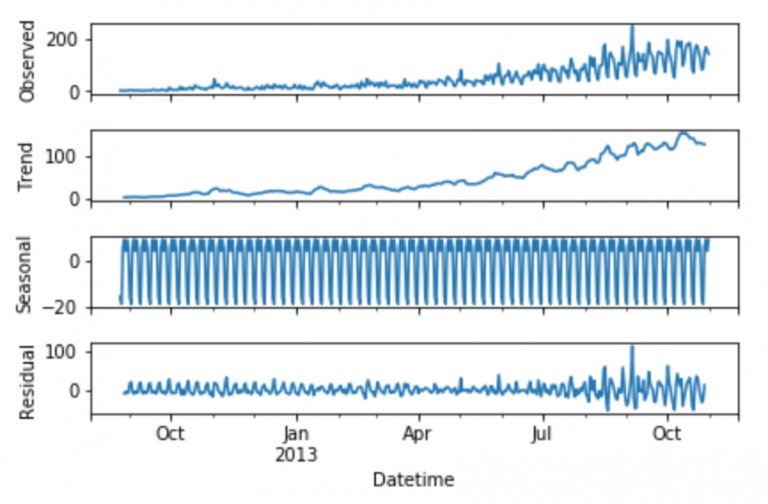 Observed
200
0
Trend
100
0
Seasonal
0
−20
Residual
100
0
Oct Jan Apr Jul Oct
2013
Datetime